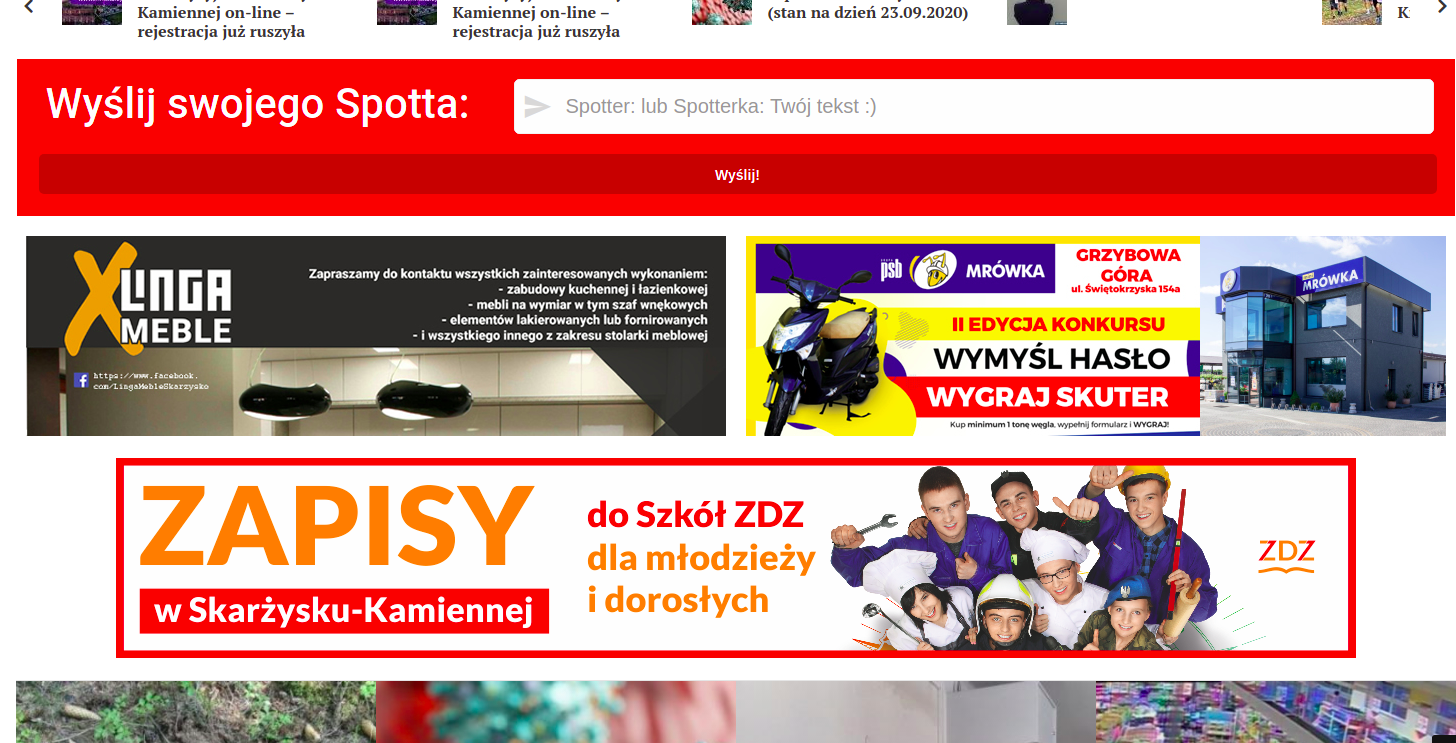 Kamiennej on-line –
rejestracja już ruszyła
Kamiennej on-line –
rejestracja już ruszyła
(stan na dzień 23.09.2020)
Wyślij swojego Spotta:
Spotter: lub Spotterka: Twój tekst :)
Wyślij!
LINGA
MEBLE
Zapraszamy do kontaktu wszystkich zainteresowanych wykonaniem:
- zabudowy kuchennej i łazienkowej
- mebli na wymiar w tym szaf wnękowych
- elementów lakierowanych lub fornirowanych
- i wszystkiego innego z zakresu stolarki meblowej
https://www.facebook.
com/LingaMebleSkarzysko
psb MRÓWKA
GRZYBOWA
GÓRA
ul. Świętokrzyska 154a
II EDYCJA KONKURSU
WYMYŚL HASŁO
WYGRAJ SKUTER
Kup minimum 1 tonę węgla, wypełnij formularz i WYGRAJ!
MRÓWKA
ZAPISY
w Skarżysku-Kamiennej
do Szkół ZDZ
dla młodzieży
i dorosłych
ZDZ